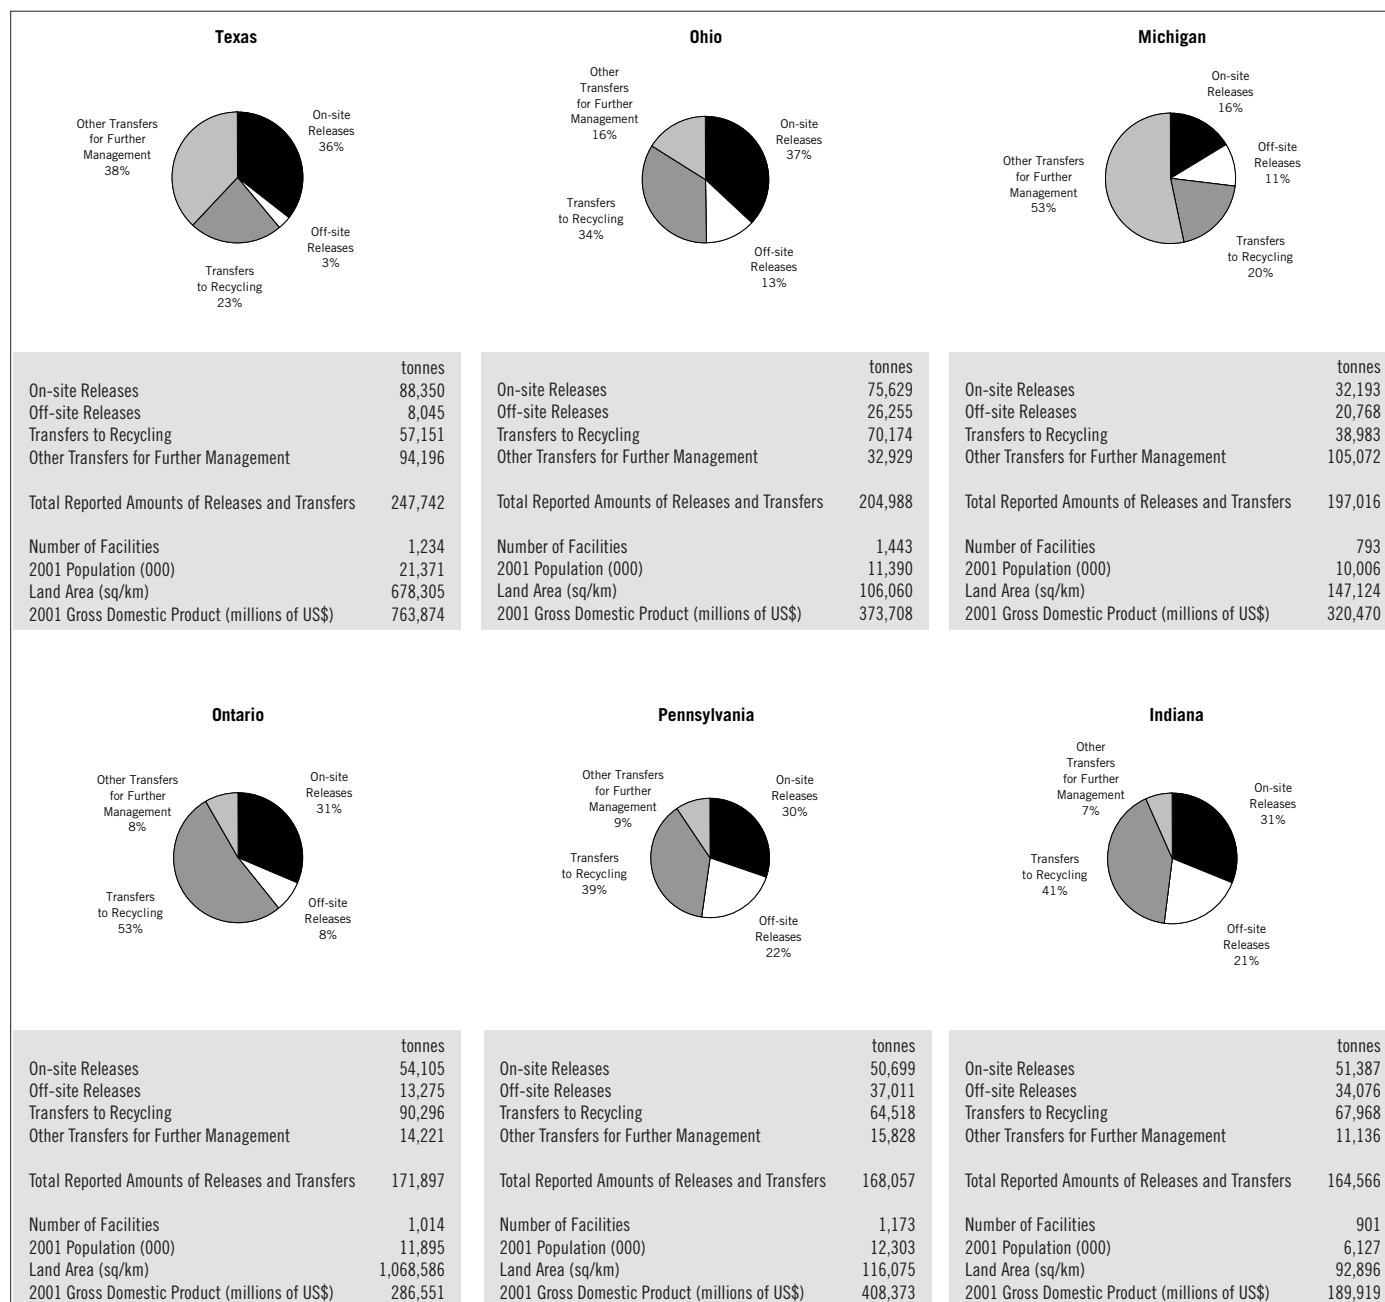 Texas
Other Transfers
for Further
Management
38%
On-site
Releases
36%
Off-site
Releases
3%
Transfers
to Recycling
23%
Ohio
Other
Transfers
for Further
Management
16%
On-site
Releases
37%
Transfers
to Recycling
34%
Off-site
Releases
13%
Michigan
On-site
Releases
16%
Off-site
Releases
11%
Other Transfers
for Further
Management
53%
Transfers
to Recycling
20%
tonnes
On-site Releases 88,350
Off-site Releases 8,045
Transfers to Recycling 57,151
Other Transfers for Further Management 94,196
Total Reported Amounts of Releases and Transfers 247,742
Number of Facilities 1,234
2001 Population (000) 21,371
Land Area (sq/km) 678,305
2001 Gross Domestic Product (millions of US$) 763,874
tonnes
On-site Releases 75,629
Off-site Releases 26,255
Transfers to Recycling 70,174
Other Transfers for Further Management 32,929
Total Reported Amounts of Releases and Transfers 204,988
Number of Facilities 1,443
2001 Population (000) 11,390
Land Area (sq/km) 106,060
2001 Gross Domestic Product (millions of US$) 373,708
tonnes
On-site Releases 32,193
Off-site Releases 20,768
Transfers to Recycling 38,983
Other Transfers for Further Management 105,072
Total Reported Amounts of Releases and Transfers 197,016
Number of Facilities 793
2001 Population (000) 10,006
Land Area (sq/km) 147,124
2001 Gross Domestic Product (millions of US$) 320,470
Ontario
Other Transfers
for Further
Management
8%
On-site
Releases
31%
Transfers
to Recycling
53%
Off-site
Releases
8%
Pennsylvania
Other Transfers
for Further
Management
9%
On-site
Releases
30%
Transfers
to Recycling
39%
Off-site
Releases
22%
Indiana
Other
Transfers
for Further
Management
7%
On-site
Releases
31%
Transfers
to Recycling
41%
Off-site
Releases
21%
tonnes
On-site Releases 54,105
Off-site Releases 13,275
Transfers to Recycling 90,296
Other Transfers for Further Management 14,221
Total Reported Amounts of Releases and Transfers 171,897
Number of Facilities 1,014
2001 Population (000) 11,895
Land Area (sq/km) 1,068,586
2001 Gross Domestic Product (millions of US$) 286,551
tonnes
On-site Releases 50,699
Off-site Releases 37,011
Transfers to Recycling 64,518
Other Transfers for Further Management 15,828
Total Reported Amounts of Releases and Transfers 168,057
Number of Facilities 1,173
2001 Population (000) 12,303
Land Area (sq/km) 116,075
2001 Gross Domestic Product (millions of US$) 408,373
tonnes
On-site Releases 51,387
Off-site Releases 34,076
Transfers to Recycling 67,968
Other Transfers for Further Management 11,136
Total Reported Amounts of Releases and Transfers 164,566
Number of Facilities 901
2001 Population (000) 6,127
Land Area (sq/km) 92,896
2001 Gross Domestic Product (millions of US$) 189,919